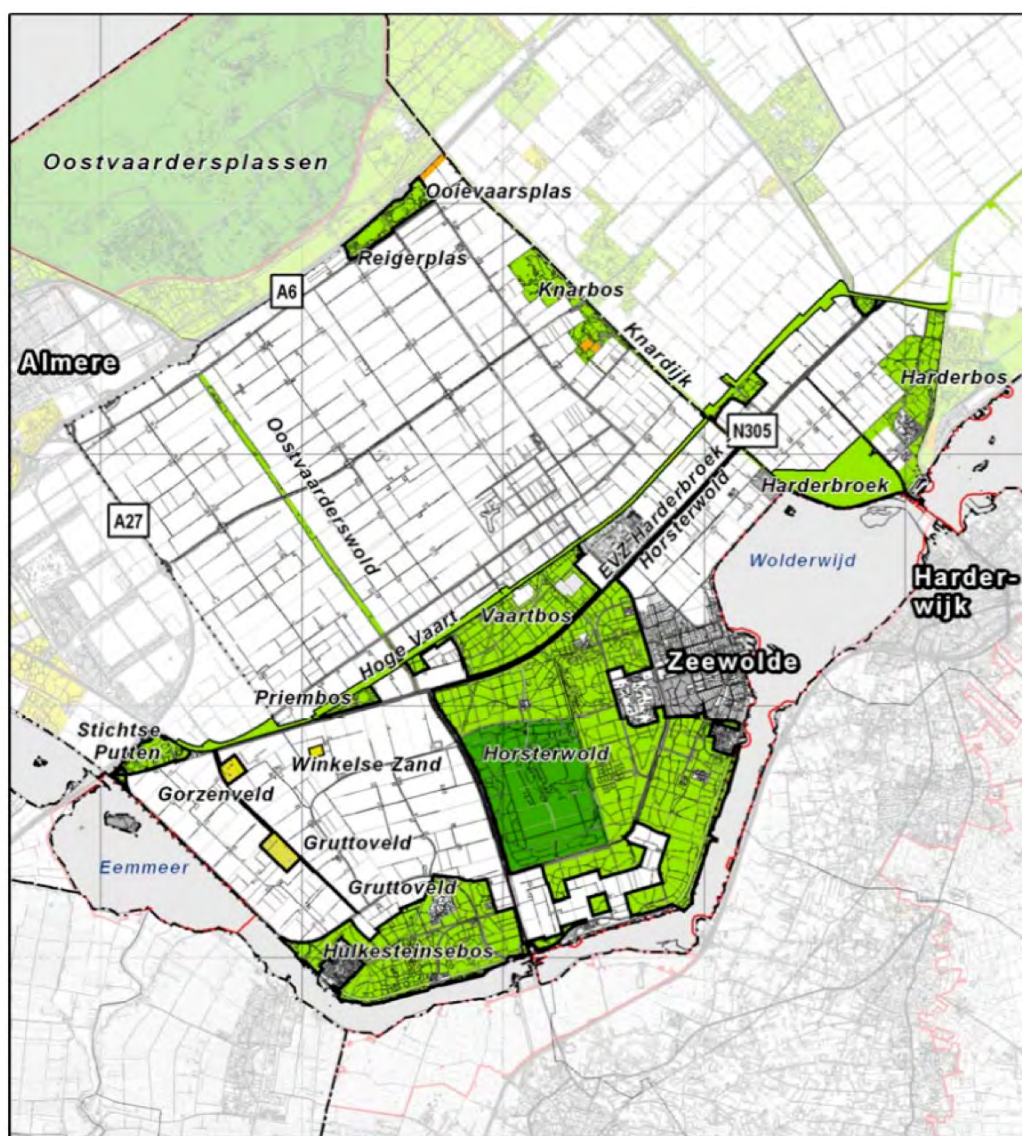 Oostvaardersplassen
Ooievaarsplas
Reigerplas
A6
Knarbos
Knardijk
Almere
Harderbos
N305
Oostvaarderswold
A27
EVZ Harderbroek
Horsterwold
Harderbroek
Wolderwijd
Harder-
wijk
Vaartbos
Hoge Vaart
Zeewolde
Priembos
Stichtse
Putten
Winkelse Zand
Horsterwold
Gorzenveld
Gruttoveld
Eemmeer
Gruttoveld
Hulkesteinsebos